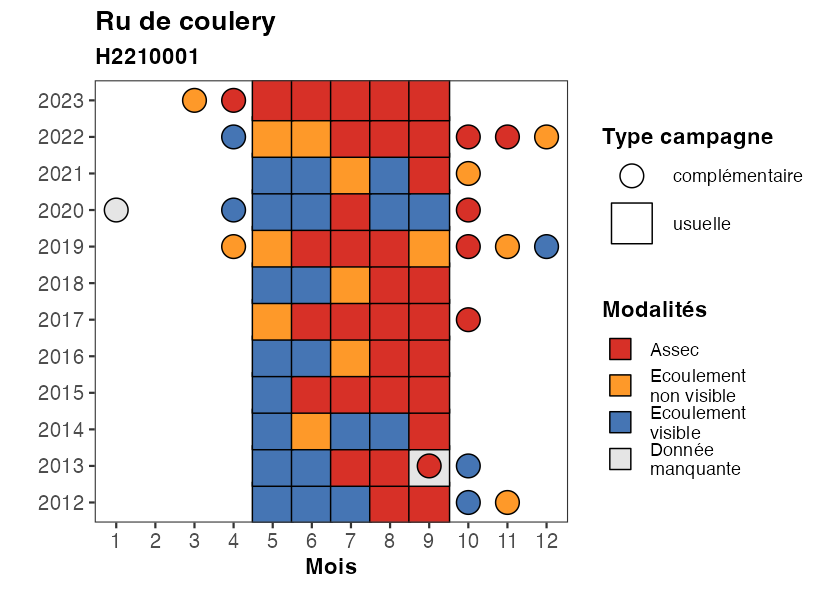 Ru de coulery
H2210001
2023
2022
2021
2020
2019
2018
2017
2016
2015
2014
2013
2012
1 2 3 4 5 6 7 8 9 10 11 12
Mois
Type campagne
complémentaire
usuelle
Modalités
Assec
Ecoulement
non visible
Ecoulement
visible
Donnée
manquante